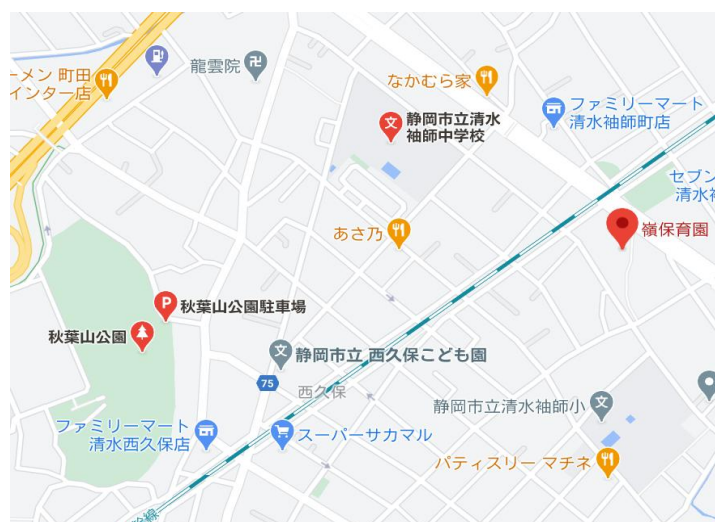 ーメン 町田
インター店
龍雲院
卍
なかむら家
文
静岡市立清水
袖師中学校
ファミリーマート
清水袖師町店
セブン
清水袖
嶺保育園
あさ乃
P
秋葉山公園駐車場
秋葉山公園
文
静岡市立 西久保こども園
75
西久保
静岡市立清水袖師小
文
ファミリーマート
清水西久保店
スーパーサカマル
パティスリー マチネ
線